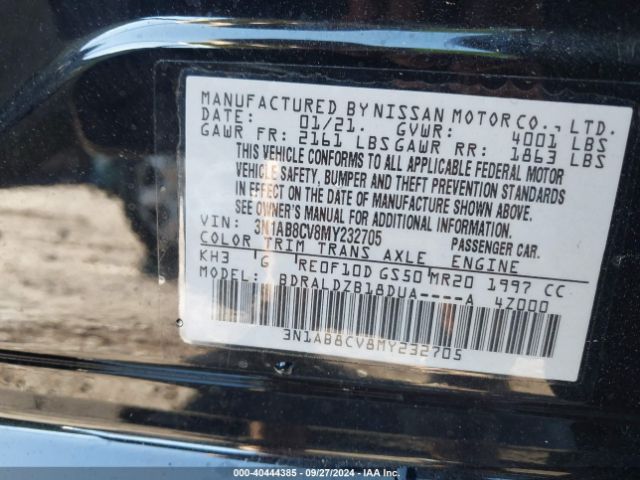 MANUFACTURED BY NISSAN MOTOR CO., LTD.
DATE: 01/21. GVWR: 4001 LBS
GAWR FR: 2161 LBS GAWR RR: 1863 LBS
THIS VEHICLE CONFORMS TO ALL APPLICABLE FEDERAL MOTOR
VEHICLE SAFETY, BUMPER AND THEFT PREVENTION STANDARDS
IN EFFECT ON THE DATE OF MANUFACTURE SHOWN ABOVE.
SEE OWNER'S MANUAL FOR ADDITIONAL INFORMATION.
VIN: 3N1AB8CV8MY232705 PASSENGER CAR.
COLOR TRIM TRANS AXLE ENGINE
KH3 G RE0F10D GS50 MR20 1997 CC
MODEL: BDRALDZB18DUA-----A 4Z000
3N1AB8CV8MY232705
000-40444385 - 09/27/2024 - IAA Inc.